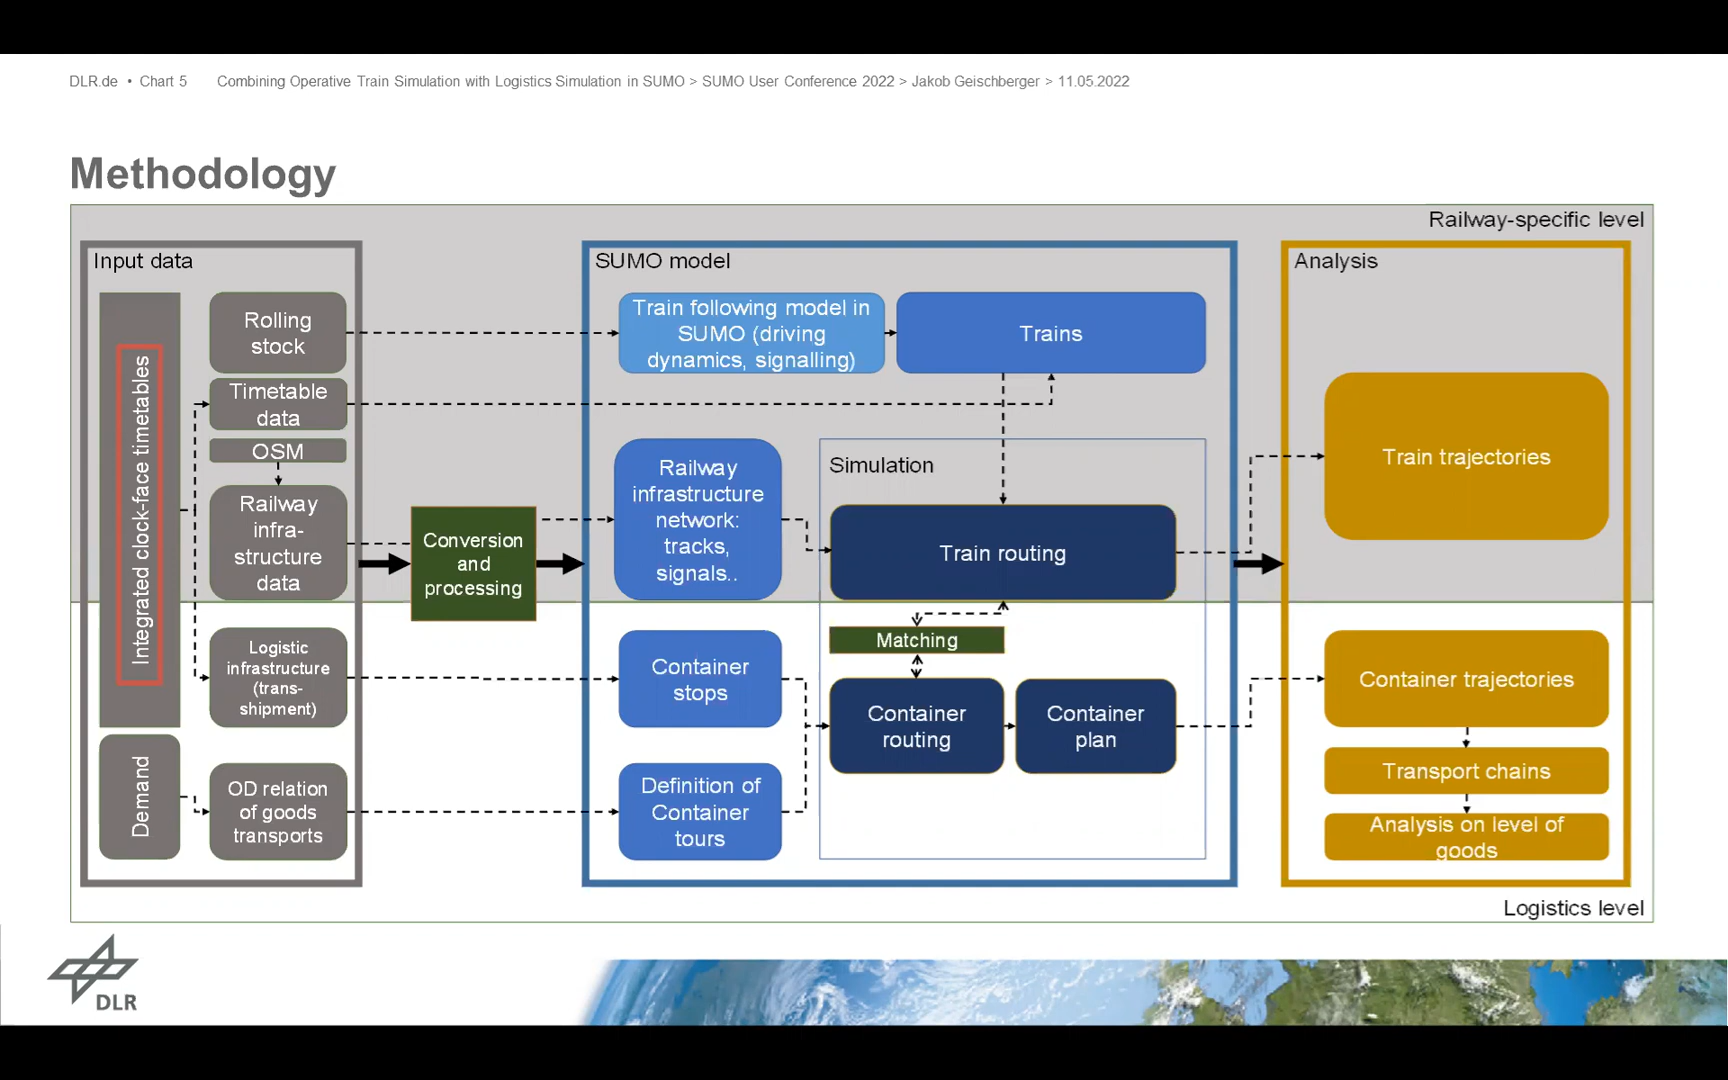 DLR.de • Chart 5 Combining Operative Train Simulation with Logistics Simulation in SUMO > SUMO User Conference 2022 > Jakob Geischberger > 11.05.2022
Methodology
Railway-specific level
Input data
Integrated clock-face timetables
Rolling
stock
Timetable
data
OSM
Railway
infra-
structure
data
Logistic
infrastructure
(trans-
shipment)
Demand
OD relation
of goods
transports
Conversion
and
processing
SUMO model
Train following model in
SUMO (driving
dynamics, signalling)
Trains
Railway
infrastructure
network:
tracks,
signals..
Simulation
Train routing
Matching
Container
stops
Container
routing
Container
plan
Definition of
Container
tours
Analysis
Train trajectories
Container trajectories
Transport chains
Analysis on level of
goods
Logistics level
DLR